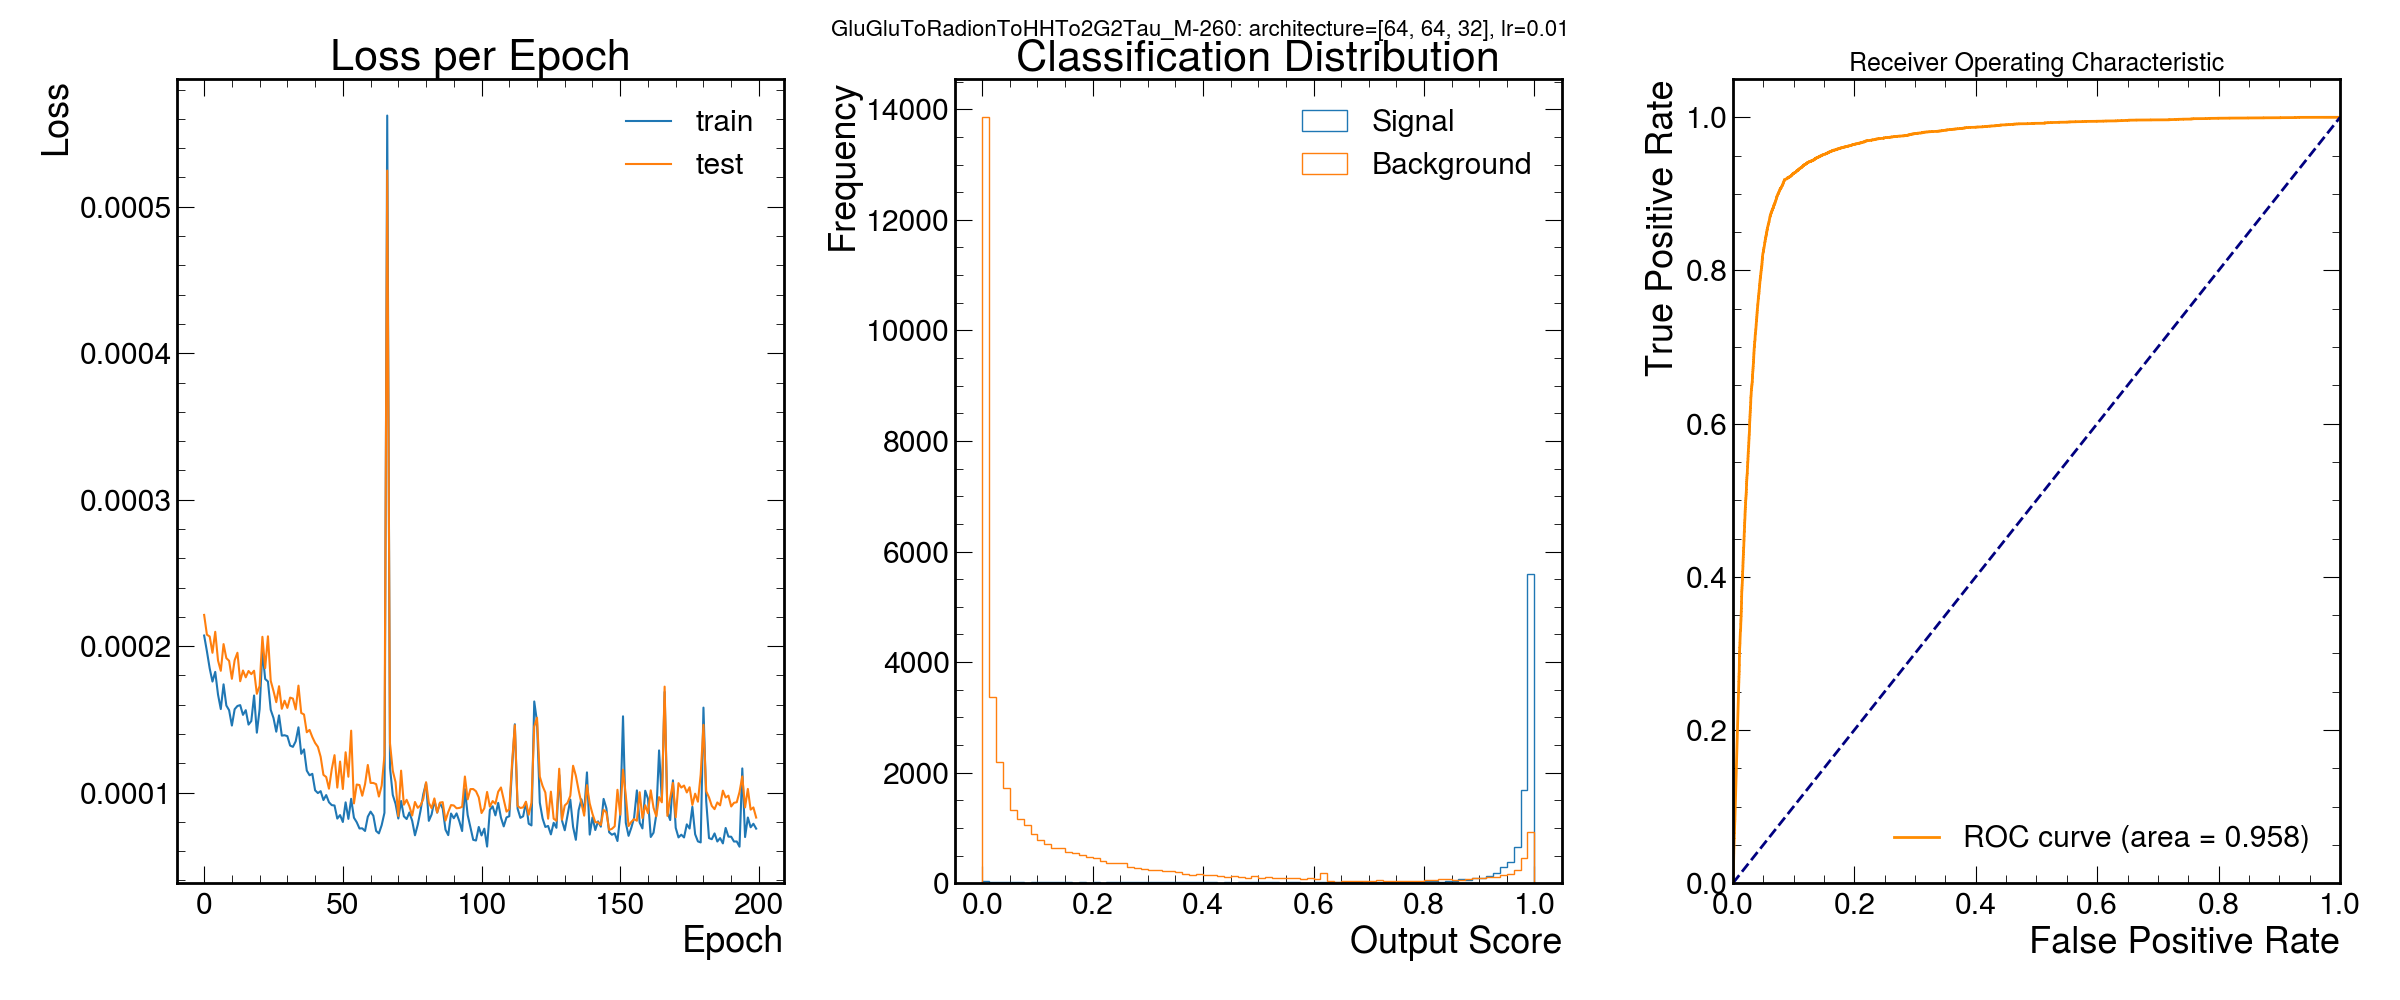 GluGluToRadionToHHTo2G2Tau_M-260: architecture=[64, 64, 32], lr=0.01
Loss per Epoch
Loss
train
test
0.0005
0.0004
0.0003
0.0002
0.0001
0 50 100 150 200
Epoch
Classification Distribution
Frequency
Signal
Background
14000
12000
10000
8000
6000
4000
2000
0
0.0 0.2 0.4 0.6 0.8 1.0
Output Score
Receiver Operating Characteristic
True Positive Rate
1.0
0.8
0.6
0.4
0.2
0.0
ROC curve (area = 0.958)
0.0 0.2 0.4 0.6 0.8 1.0
False Positive Rate